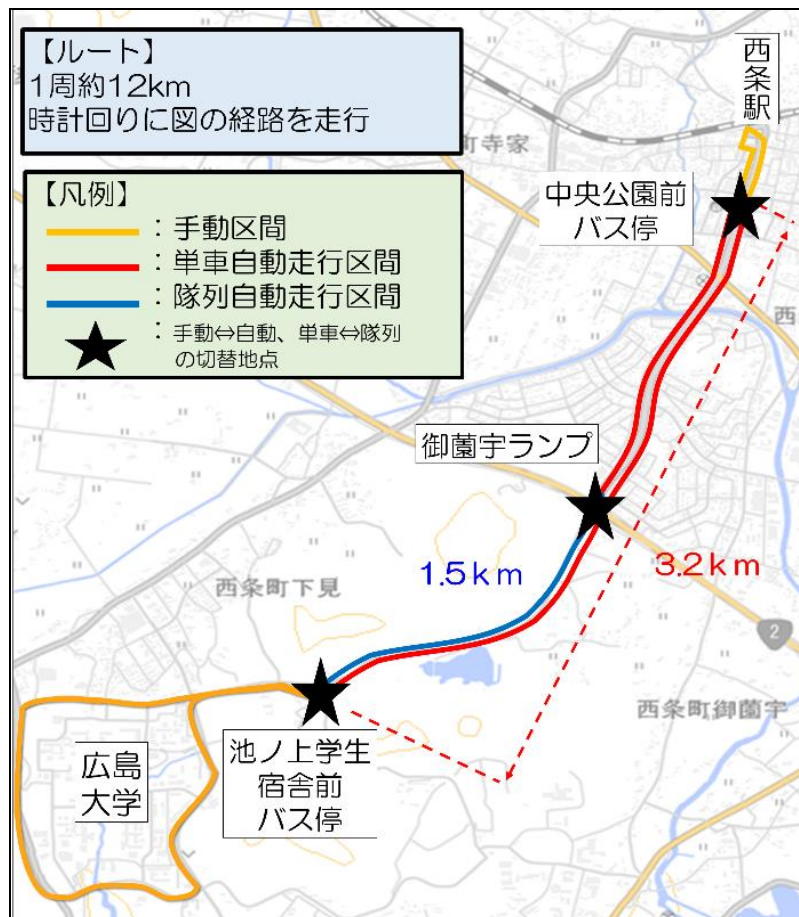 【ルート】
1周約12km
時計回りに図の経路を走行
【凡例】
：手動区間
：単車自動走行区間
：隊列自動走行区間
：手動⇔自動、単車⇔隊列
の切替地点
西条駅
町寺家
中央公園前
バス停
西
御薗宇ランプ
1.5km
3.2km
西条町下見
2
西条町御薗宇
広島
大学
池ノ上学生
宿舎前
バス停